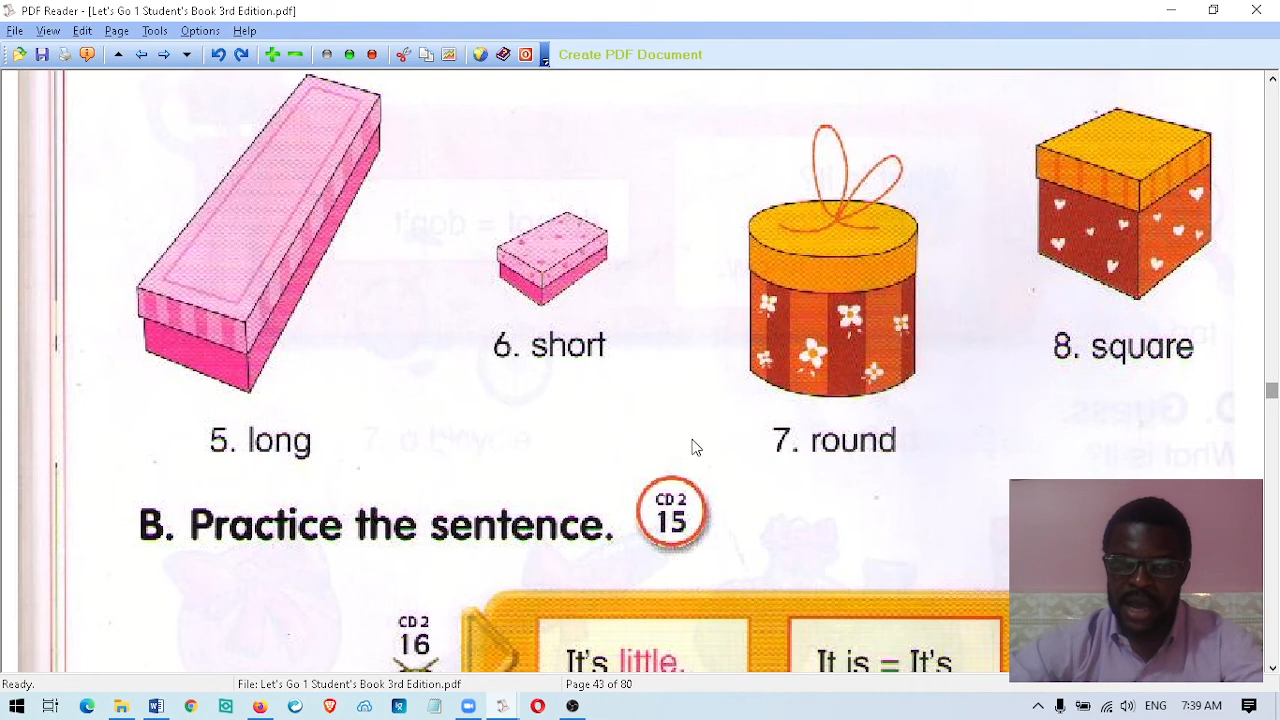 PDF Reader - [Let's Go 1 Student's Book 3rd Edition.pdf]
File View Edit Page Tools Options Help
Create PDF Document
5. long
6. short
7. round
8. square
B. Practice the sentence.
CD 2
15
CD 2
16
It's little.
It is = It's
Ready.
File: Let's Go 1 Student's Book 3rd Edition.pdf
Page 43 of 80
ENG
7:39 AM